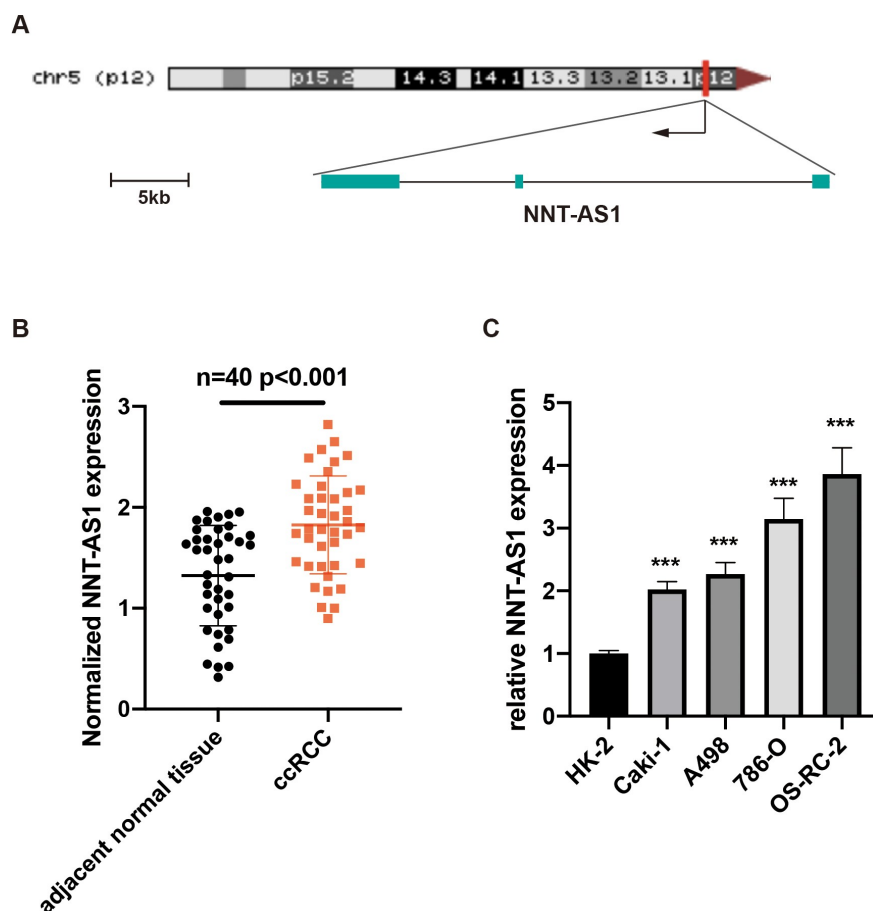 A
chr5 (p12)
p15.2 14.3 14.1 13.3 13.2 13.1 p12
5kb
NNT-AS1
B
n=40 p<0.001
Normalized NNT-AS1 expression
3
2
1
0
adjacent normal tissue
ccRCC
C
relative NNT-AS1 expression
5
4
3
2
1
0
***
***
***
***
HK-2
Caki-1
A498
786-O
OS-RC-2